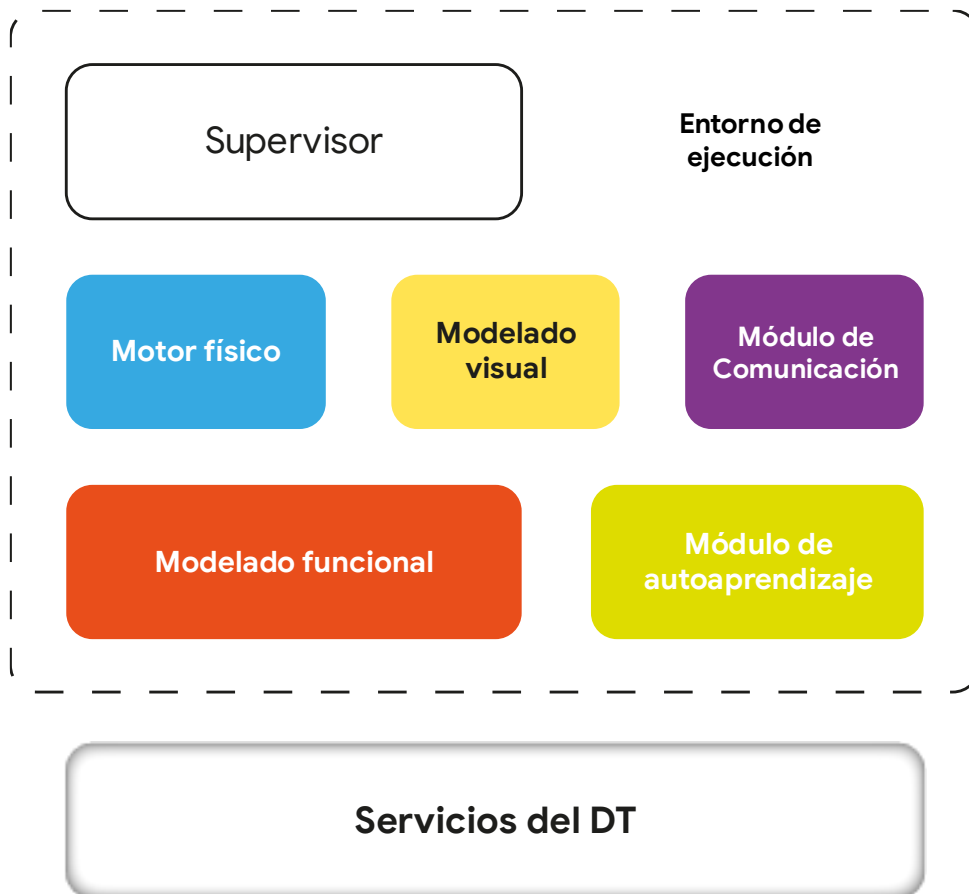 Supervisor
Entorno de
ejecución
Motor físico
Modelado
visual
Módulo de
Comunicación
Modelado funcional
Módulo de
autoaprendizaje
Servicios del DT